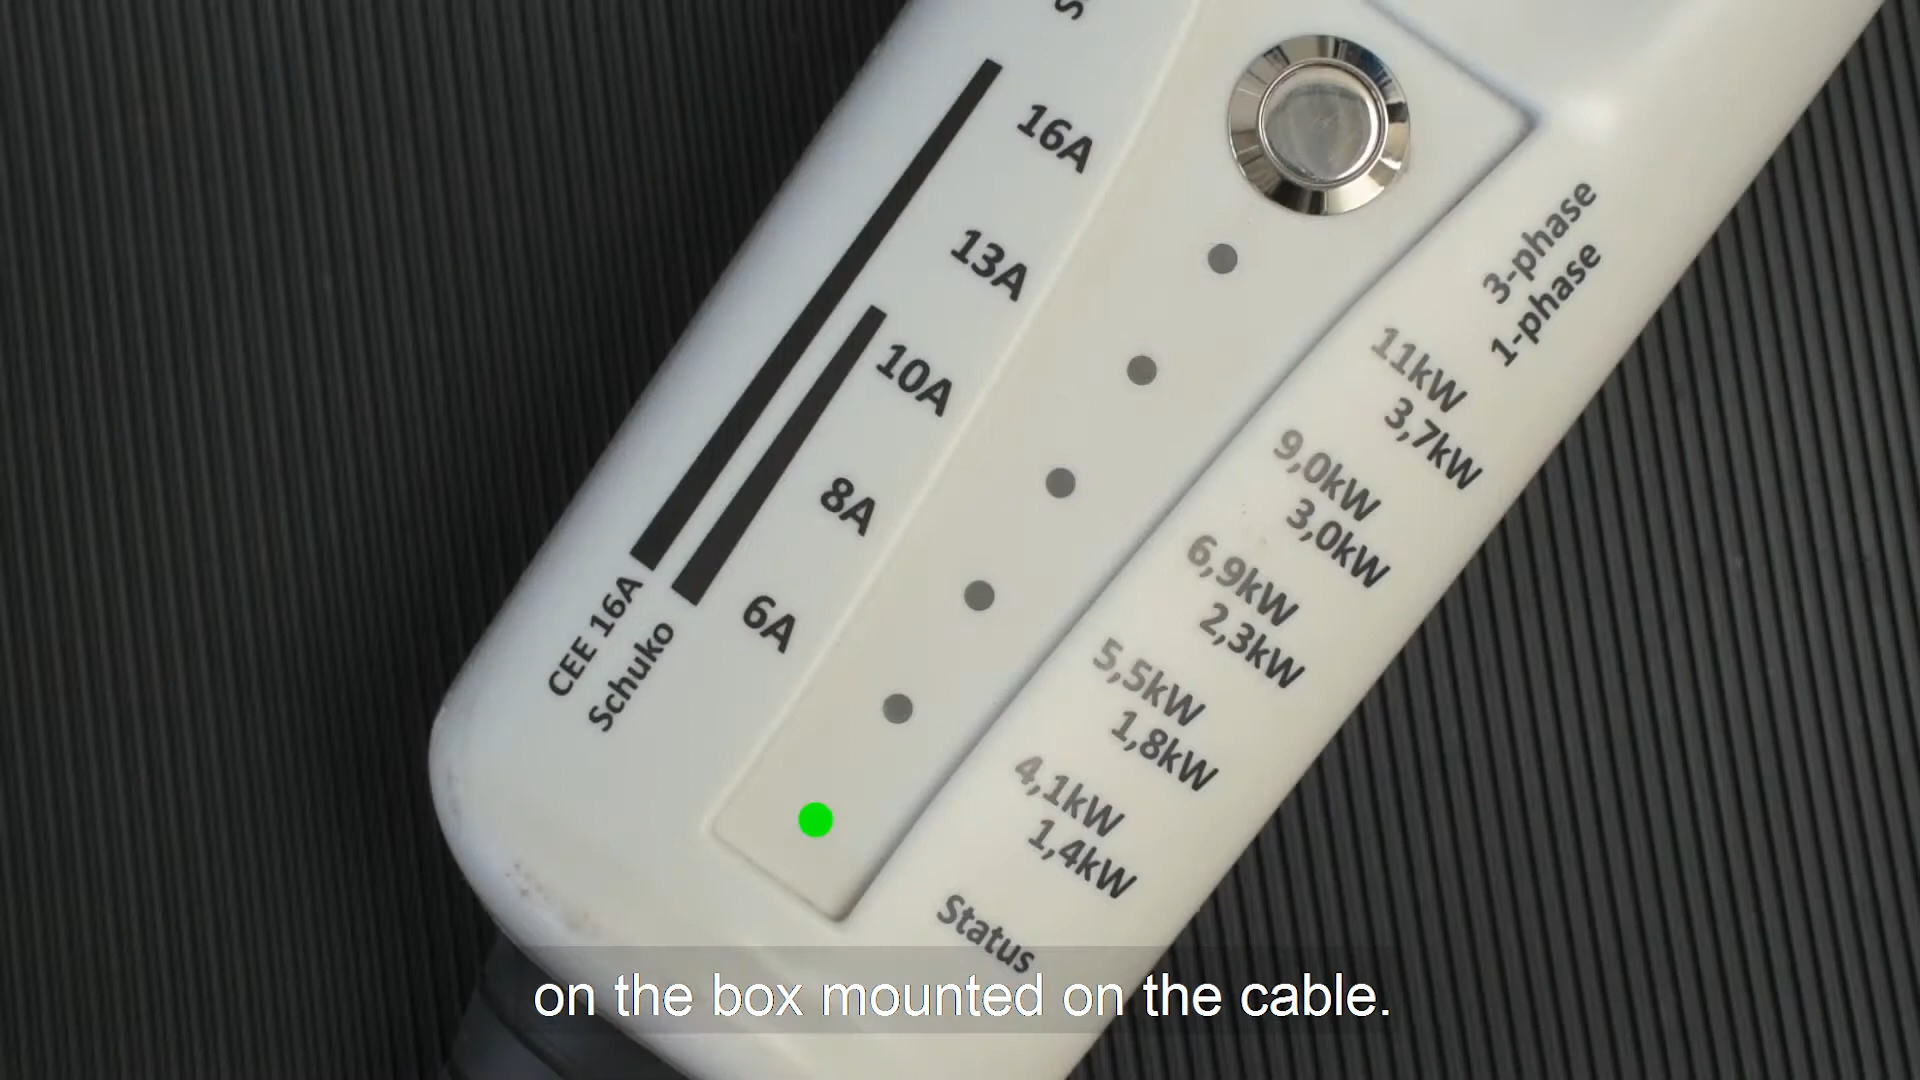 16A
13A
10A
8A
6A
CEE 16A
Schuko
3-phase
1-phase
11kW
3,7kW
9,0kW
3,0kW
6,9kW
2,3kW
5,5kW
1,8kW
4,1kW
1,4kW
Status
on the box mounted on the cable.